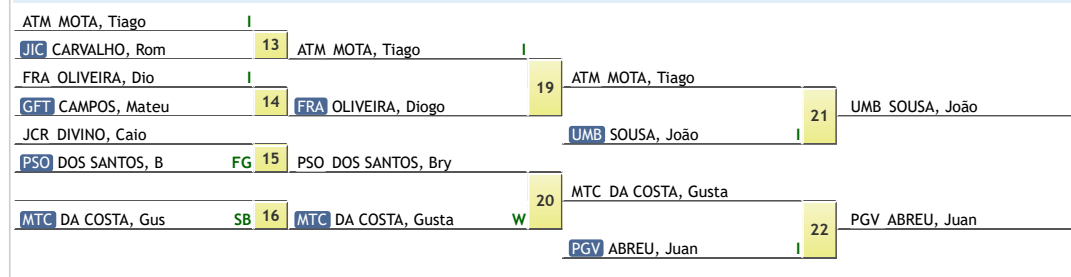 ATM MOTA, Tiago I
JIC CARVALHO, Rom 13 ATM MOTA, Tiago I
FRA OLIVEIRA, Dio I 19 ATM MOTA, Tiago
GFT CAMPOS, Mateu 14 FRA OLIVEIRA, Diogo 21 UMB SOUSA, João
JCR DIVINO, Caio UMB SOUSA, João I
PSO DOS SANTOS, B FG 15 PSO DOS SANTOS, Bry
20 MTC DA COSTA, Gusta
MTC DA COSTA, Gus SB 16 MTC DA COSTA, Gusta W 22 PGV ABREU, Juan
PGV ABREU, Juan I